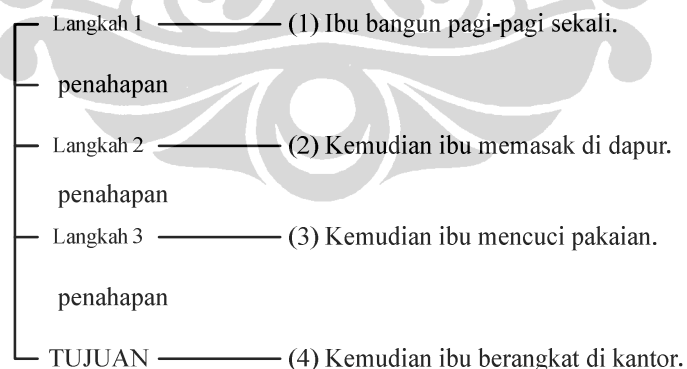 Langkah 1 (1) Ibu bangun pagi-pagi sekali.
penahapan
Langkah 2 (2) Kemudian ibu memasak di dapur.
penahapan
Langkah 3 (3) Kemudian ibu mencuci pakaian.
penahapan
TUJUAN (4) Kemudian ibu berangkat di kantor.